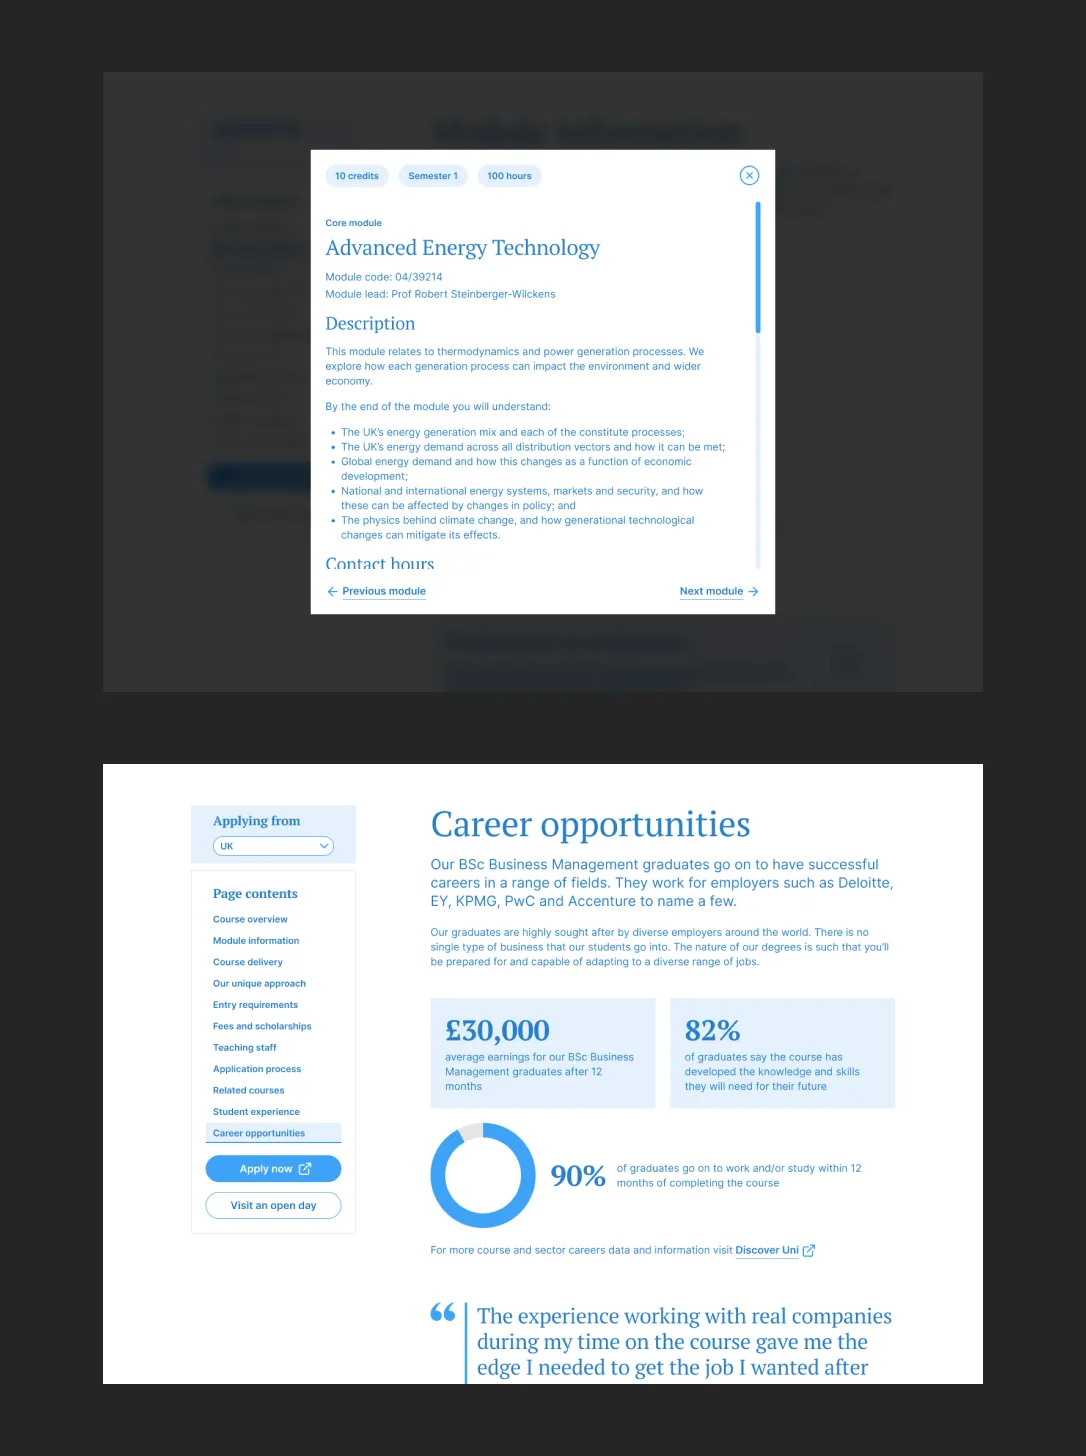 10 credits
Semester 1
100 hours
Core module
Advanced Energy Technology
Module code: 04/39214
Module lead: Prof Robert Steinberger-Wilckens
Description
This module relates to thermodynamics and power generation processes. We
explore how each generation process can impact the environment and wider
economy.
By the end of the module you will understand:
• The UK's energy generation mix and each of the constitute processes;
• The UK's energy demand across all distribution vectors and how it can be met;
• Global energy demand and how this changes as a function of economic
development;
• National and international energy systems, markets and security, and how
these can be affected by changes in policy; and
• The physics behind climate change, and how generational technological
changes can mitigate its effects.
Contact hours
Previous module
Next module
Applying from
UK
Page contents
Course overview
Module information
Course delivery
Our unique approach
Entry requirements
Fees and scholarships
Teaching staff
Application process
Related courses
Student experience
Career opportunities
Apply now
Visit an open day
Career opportunities
Our BSc Business Management graduates go on to have successful
careers in a range of fields. They work for employers such as Deloitte,
EY, KPMG, PwC and Accenture to name a few.
Our graduates are highly sought after by diverse employers around the world. There is no
single type of business that our students go into. The nature of our degrees is such that you'll
be prepared for and capable of adapting to a diverse range of jobs.
£30,000
average earnings for our BSc Business
Management graduates after 12
months
82%
of graduates say the course has
developed the knowledge and skills
they will need for their future
90%
of graduates go on to work and/or study within 12
months of completing the course
For more course and sector careers data and information visit Discover Uni
“ The experience working with real companies
during my time on the course gave me the
edge I needed to get the job I wanted after